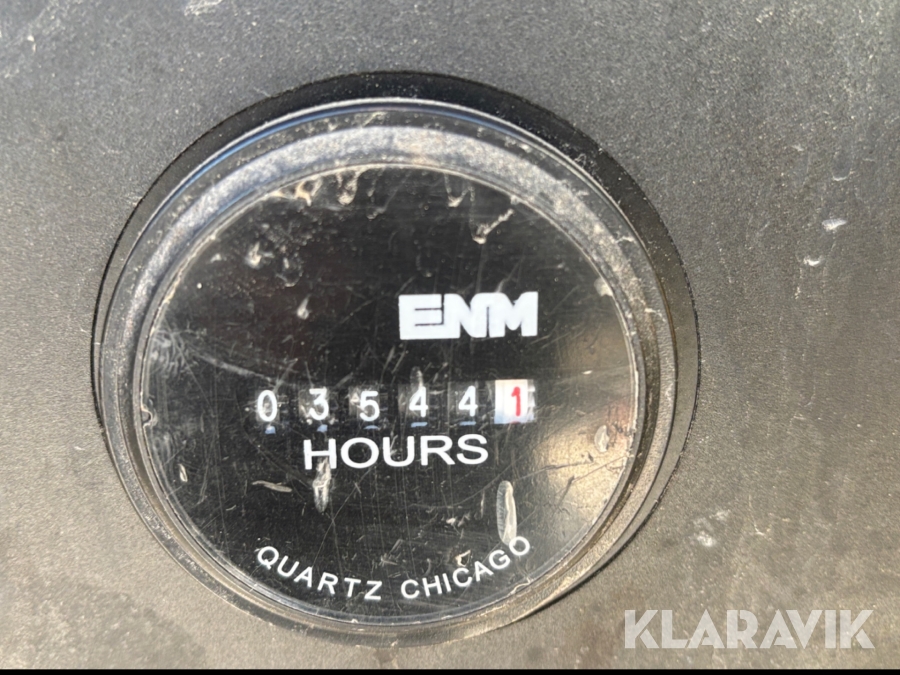 ENM
035441
HOURS
QUARTZ CHICAGO
KLARAVIK